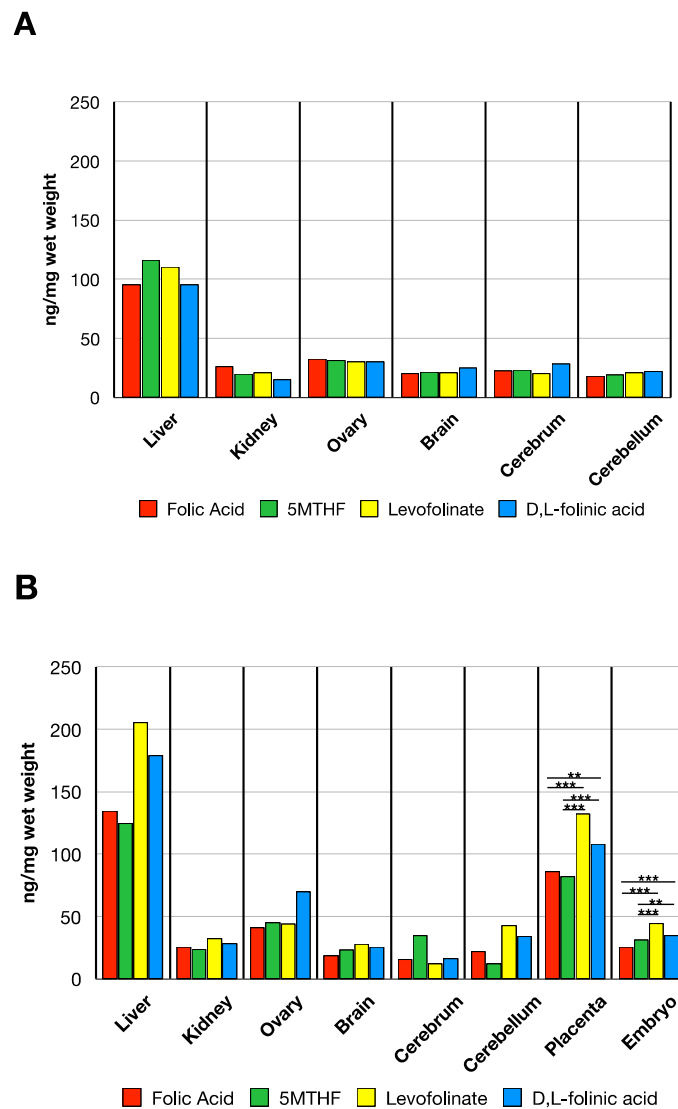 A
ng/mg wet weight
250
200
150
100
50
0
Liver
Kidney
Ovary
Brain
Cerebrum
Cerebellum
Folic Acid 5MTHF Levofolinate D,L-folinic acid
B
ng/mg wet weight
250
200
150
100
50
0
**
***
***
***
***
***
**
***
Liver
Kidney
Ovary
Brain
Cerebrum
Cerebellum
Placenta
Embryo
Folic Acid 5MTHF Levofolinate D,L-folinic acid